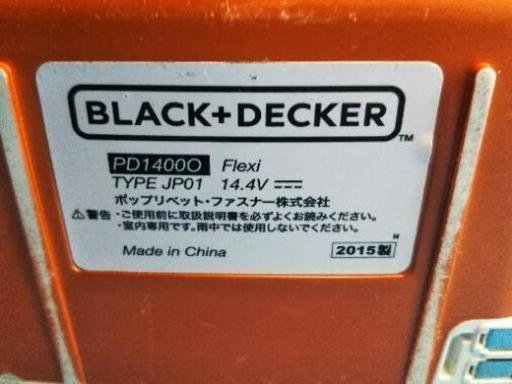 BLACK+DECKER™
PD1400O Flexi
TYPE JP01 14.4V ⎓
ポップリベット・ファスナー株式会社
⚠警告・ご使用前に取扱説明書を必ずよくお読みください。
・室内専用です。雨中では使用しないでください。
N
Made in China 2015製